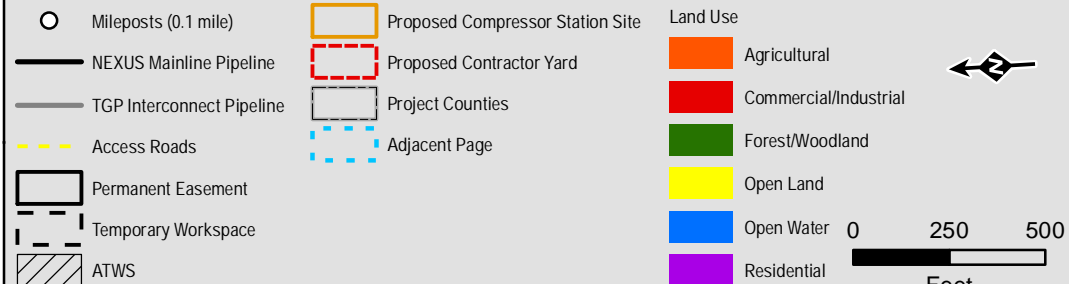 Mileposts (0.1 mile)
NEXUS Mainline Pipeline
TGP Interconnect Pipeline
Access Roads
Permanent Easement
Temporary Workspace
ATWS
Proposed Compressor Station Site
Proposed Contractor Yard
Project Counties
Adjacent Page
Land Use
Agricultural
Commercial/Industrial
Forest/Woodland
Open Land
Open Water
Residential
N
0 250 500
Feet